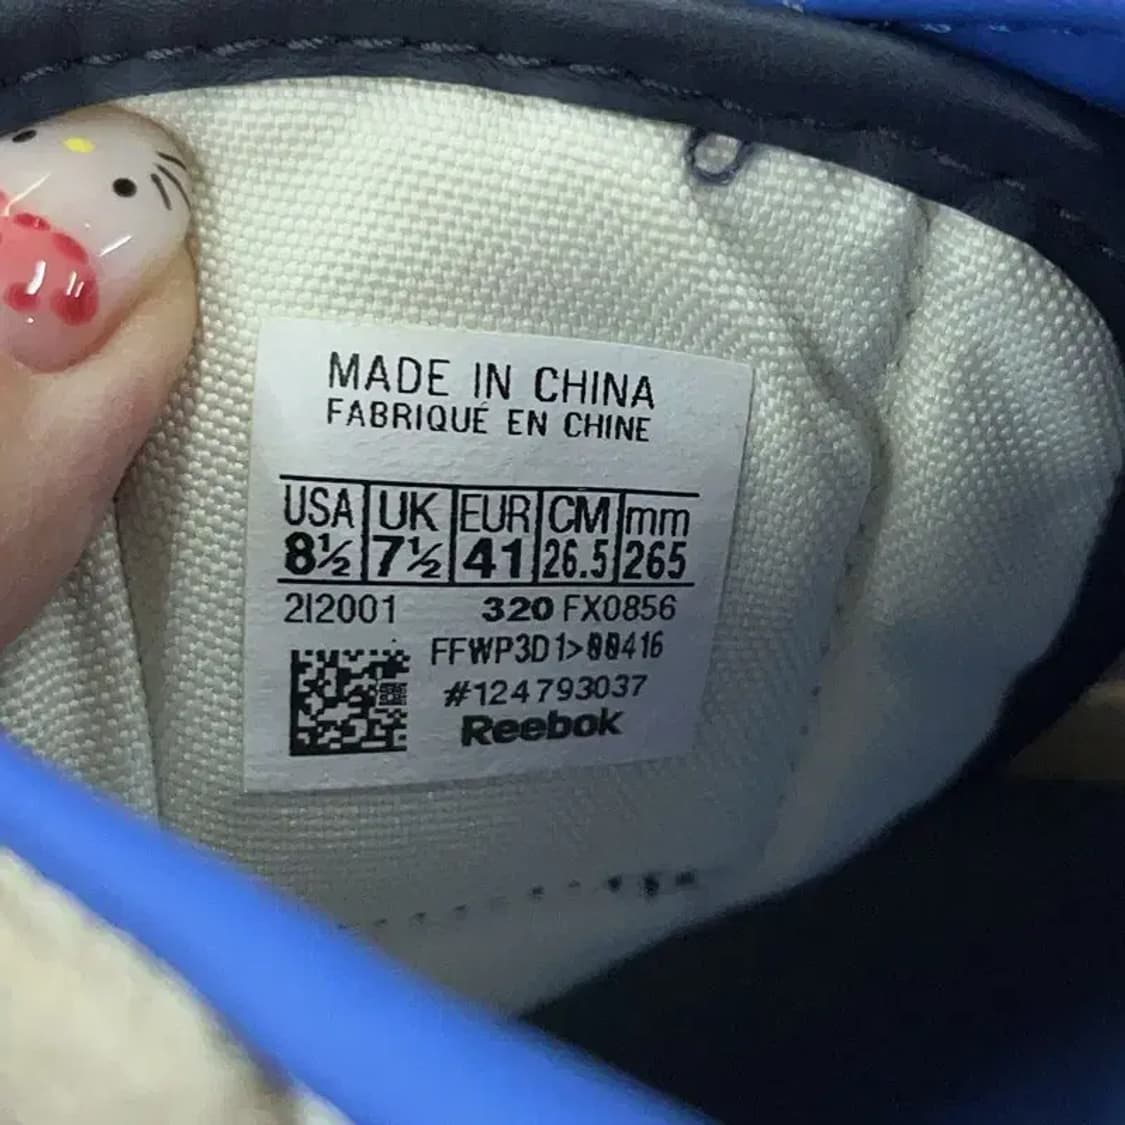 MADE IN CHINA
FABRIQUÉ EN CHINE
USA UK EUR CM mm
8½ 7½ 41 26.5 265
2I2001 320 FX0856
FFWP3D1>00416
#124793037
Reebok